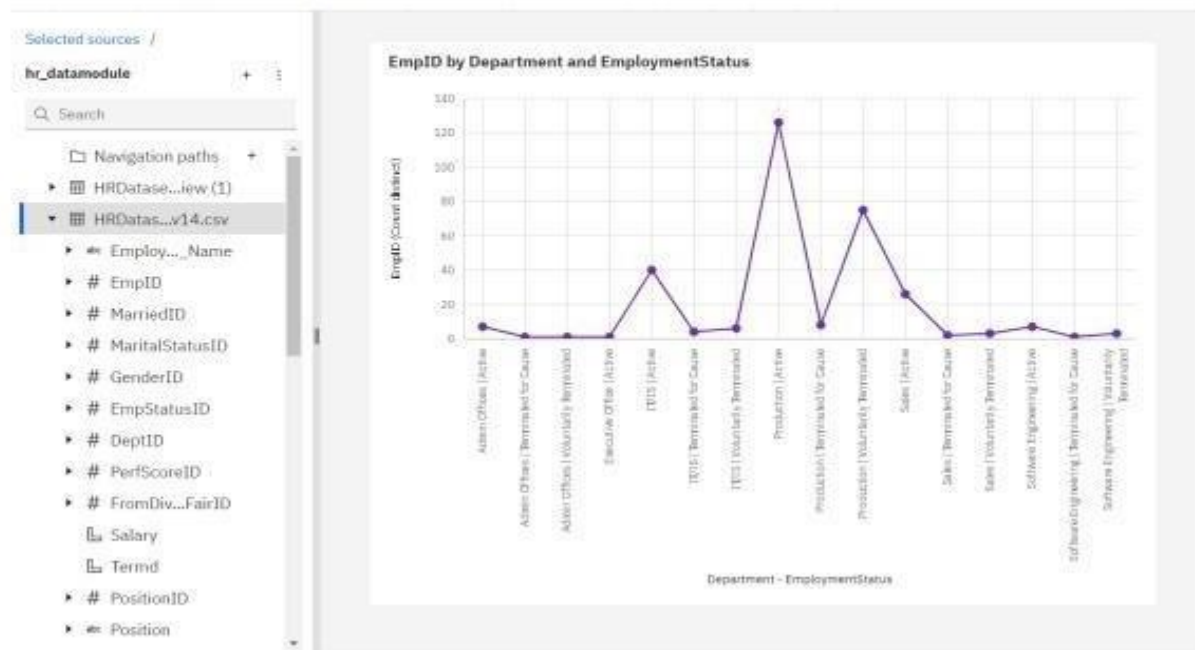 Selected sources /
hr_datamodule
Search
Navigation paths
HRDatase...iew (1)
HRDatas...v14.csv
abc Employ..._Name
# EmpID
# MarriedID
# MaritalStatusID
# GenderID
# EmpStatusID
# DeptID
# PerfScoreID
# FromDiv...FairID
Salary
Termd
# PositionID
abc Position
EmpID by Department and EmploymentStatus
EmpID (Count distinct)
140
120
100
80
60
40
20
0
Admin Offices | Active
Admin Offices | Terminated for Cause
Admin Offices | Voluntarily Terminated
Executive Office | Active
IT/IS | Active
IT/IS | Terminated for Cause
IT/IS | Voluntarily Terminated
Production | Active
Production | Terminated for Cause
Production | Voluntarily Terminated
Sales | Active
Sales | Terminated for Cause
Sales | Voluntarily Terminated
Software Engineering | Active
Software Engineering | Terminated for Cause
Software Engineering | Voluntarily
Terminated
Department - EmploymentStatus